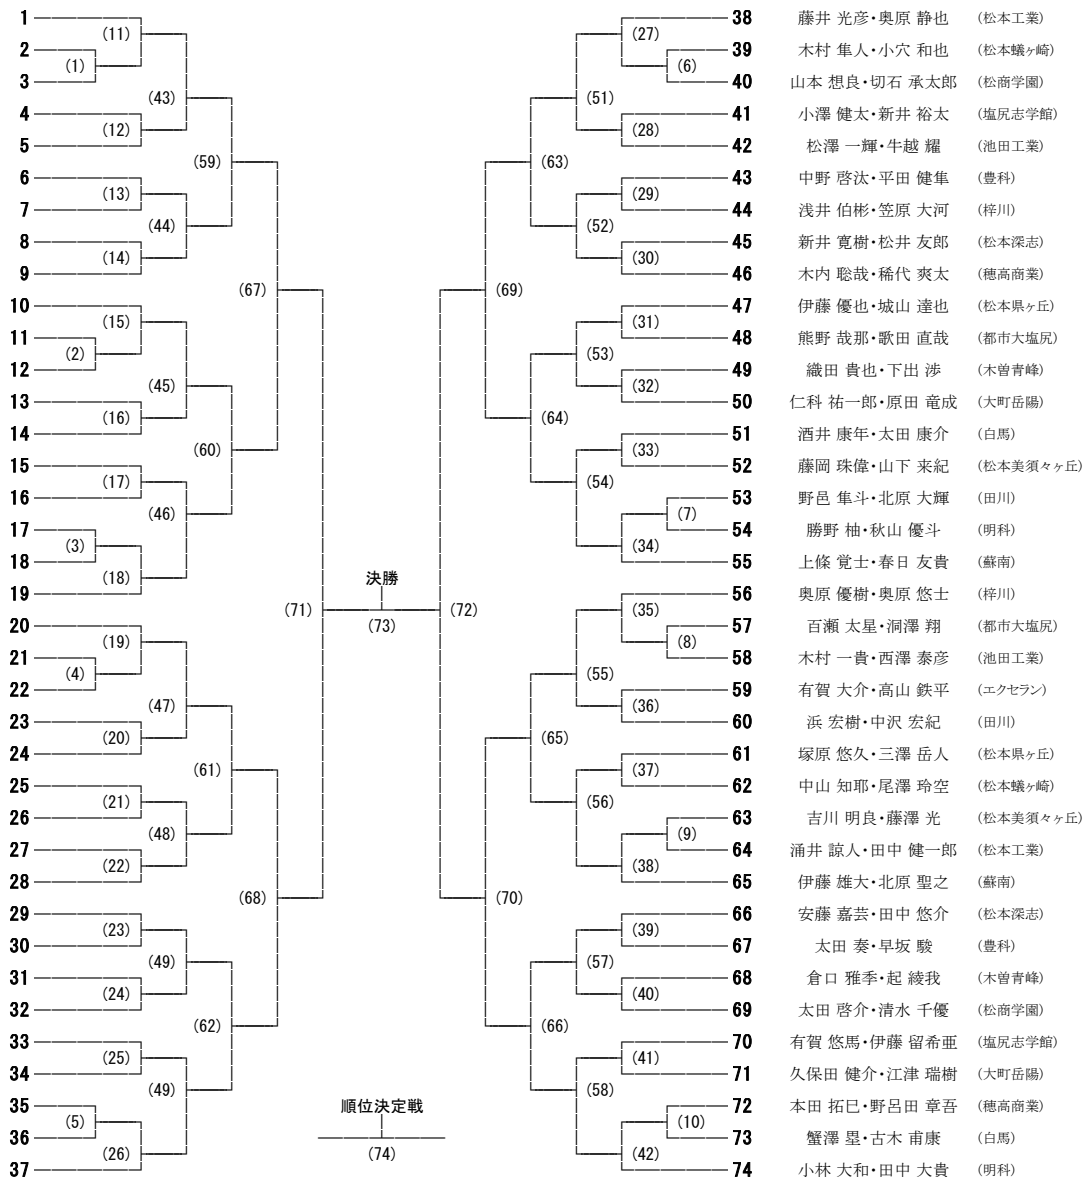 1 (11) (27) 38 藤井 光彦・奥原 静也 (松本工業)
2 39 木村 隼人・小穴 和也 (松本蟻ヶ崎)
(1) (6)
3 40 山本 想良・切石 承太郎 (松商学園)
(43) (51)
4 41 小澤 健太・新井 裕太 (塩尻志学館)
(12) (28)
5 42 松澤 一輝・牛越 耀 (池田工業)
(59) (63)
6 43 中野 啓汰・平田 健隼 (豊科)
(13) (29)
7 44 浅井 伯彬・笠原 大河 (梓川)
(44) (52)
8 45 新井 寛樹・松井 友郎 (松本深志)
(14) (30)
9 46 木内 聡哉・稀代 爽太 (穂高商業)
(67) (69)
10 47 伊藤 優也・城山 達也 (松本県ヶ丘)
(15) (31)
11 48 熊野 哉那・歌田 直哉 (都市大塩尻)
(2) (53)
12 49 織田 貴也・下出 渉 (木曽青峰)
(45) (32)
13 50 仁科 祐一郎・原田 竜成 (大町岳陽)
(16) (64)
14 51 酒井 康年・太田 康介 (白馬)
(60) (33)
15 52 藤岡 珠偉・山下 来紀 (松本美須々ヶ丘)
(17) (54)
16 53 野邑 隼斗・北原 大輝 (田川)
(46) (7)
17 54 勝野 柚・秋山 優斗 (明科)
(3) (34)
18 55 上條 覚士・春日 友貴 (蘇南)
(18) 決勝
19 56 奥原 優樹・奥原 悠士 (梓川)
(71) (73) (72) (35)
20 57 百瀬 太星・洞澤 翔 (都市大塩尻)
(19) (8)
21 58 木村 一貴・西澤 泰彦 (池田工業)
(4) (55)
22 59 有賀 大介・高山 鉄平 (エクセラン)
(47) (36)
23 60 浜 宏樹・中沢 宏紀 (田川)
(20) (65)
24 61 塚原 悠久・三澤 岳人 (松本県ヶ丘)
(61) (37)
25 62 中山 知耶・尾澤 玲空 (松本蟻ヶ崎)
(21) (56)
26 63 吉川 明良・藤澤 光 (松本美須々ヶ丘)
(48) (9)
27 64 涌井 諒人・田中 健一郎 (松本工業)
(22) (38)
28 65 伊藤 雄大・北原 聖之 (蘇南)
(68) (70)
29 66 安藤 嘉芸・田中 悠介 (松本深志)
(23) (39)
30 67 太田 奏・早坂 駿 (豊科)
(49) (57)
31 68 倉口 雅季・起 綾我 (木曽青峰)
(24) (40)
32 69 太田 啓介・清水 千優 (松商学園)
(62) (66)
33 70 有賀 悠馬・伊藤 留希亜 (塩尻志学館)
(25) (41)
34 71 久保田 健介・江津 瑞樹 (大町岳陽)
(49) (58)
35 順位決定戦 72 本田 拓巳・野呂田 章吾 (穂高商業)
(5) (10)
36 73 蟹澤 塁・古木 甫康 (白馬)
(26) (74) (42)
37 74 小林 大和・田中 大貴 (明科)